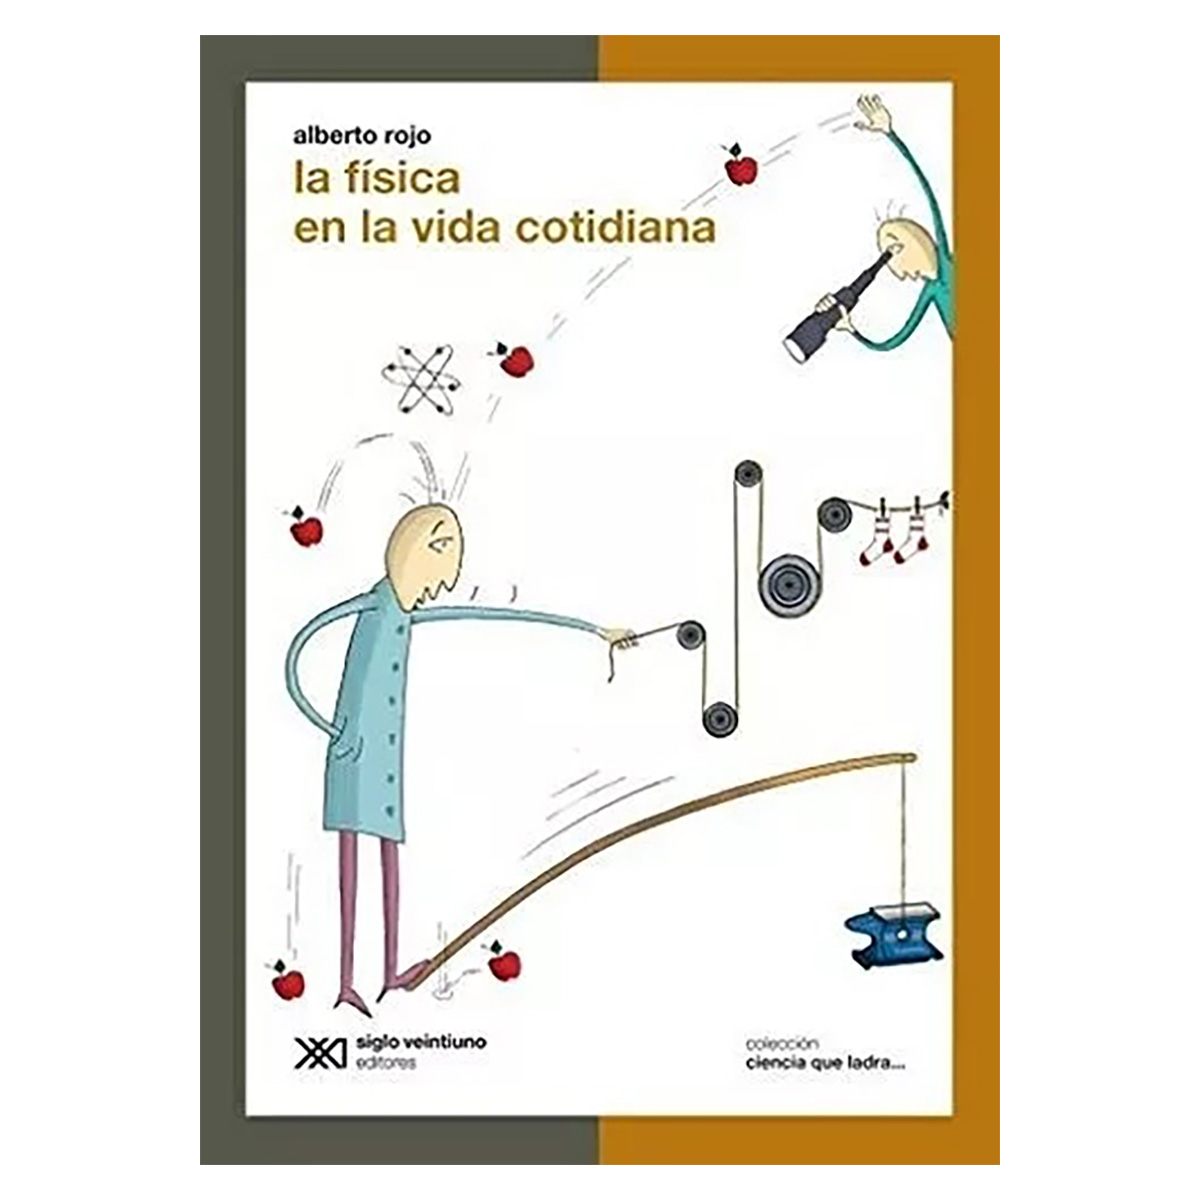 alberto rojo
la física
en la vida cotidiana
siglo veintiuno
editores
colección
ciencia que ladra...